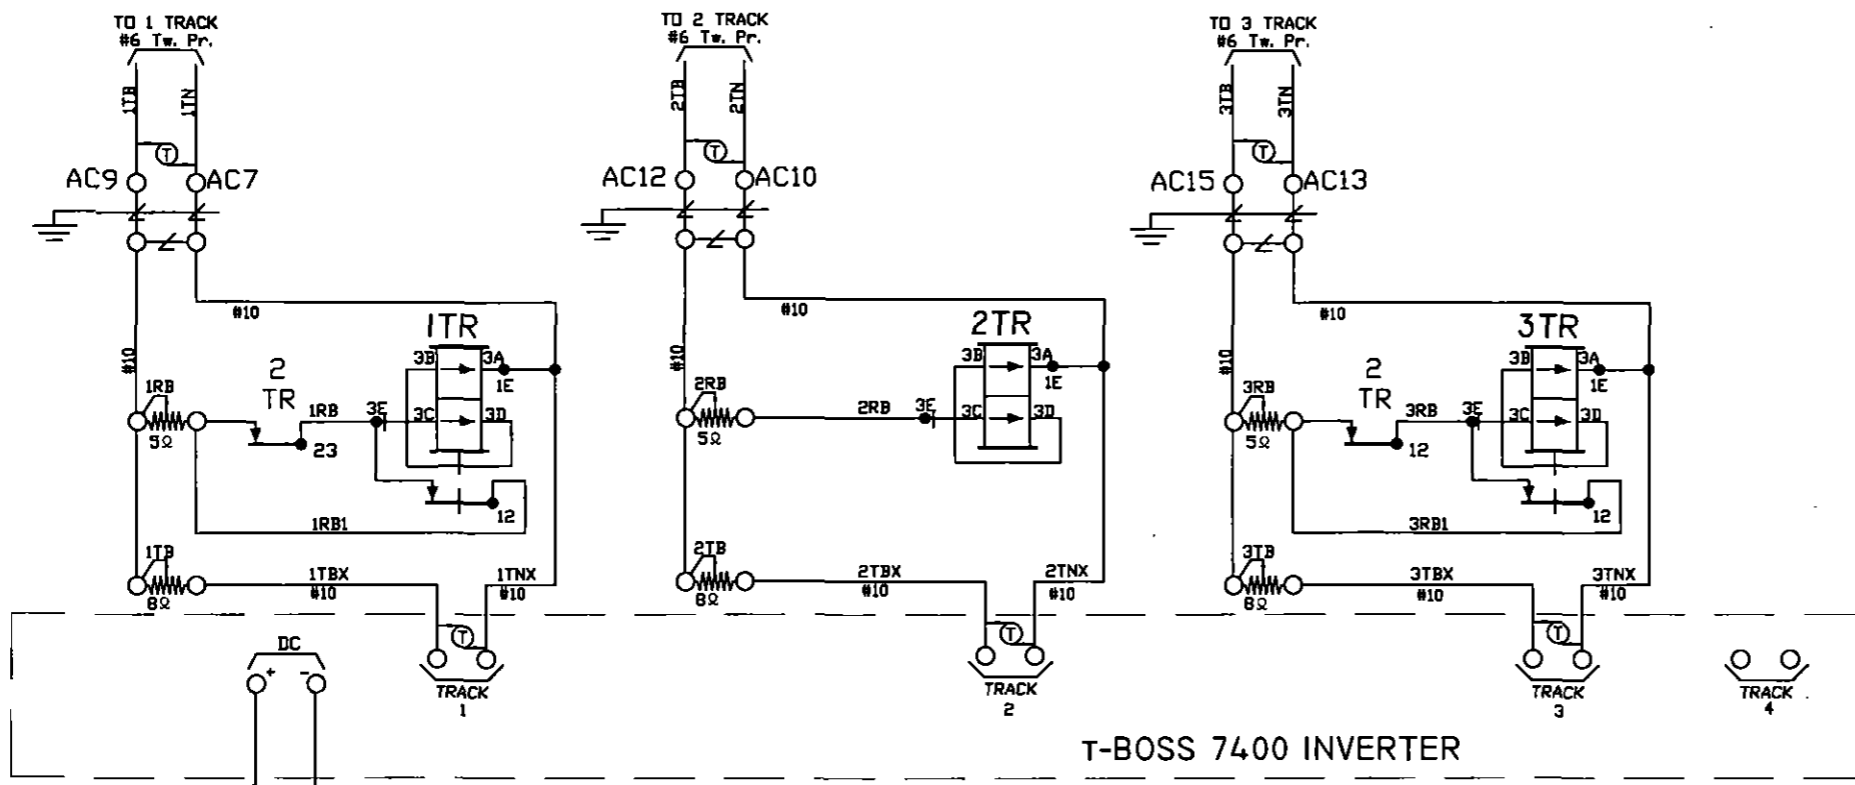 TO 1 TRACK
#6 Tw. Pr.
TO 2 TRACK
#6 Tw. Pr.
TO 3 TRACK
#6 Tw. Pr.
1TB
1TN
2TB
2TN
3TB
3TN
T
T
T
AC9
AC7
AC12
AC10
AC15
AC13
#10
#10
#10
#10
#10
#10
1TR
2TR
3TR
3B
3A
1E
3B
3A
1E
3B
3A
1E
1RB
5Ω
2
TR
23
1RB
3E
3C
3D
12
1RB1
2RB
5Ω
2RB
3E
3C
3D
3RB
5Ω
2
TR
12
3RB
3E
3C
3D
12
3RB1
1TB
8Ω
1TBX
#10
1TNX
#10
2TB
8Ω
2TBX
#10
2TNX
#10
3TB
8Ω
3TBX
#10
3TNX
#10
DC
+
-
T
TRACK
1
T
TRACK
2
T
TRACK
3
TRACK
4
T-BOSS 7400 INVERTER